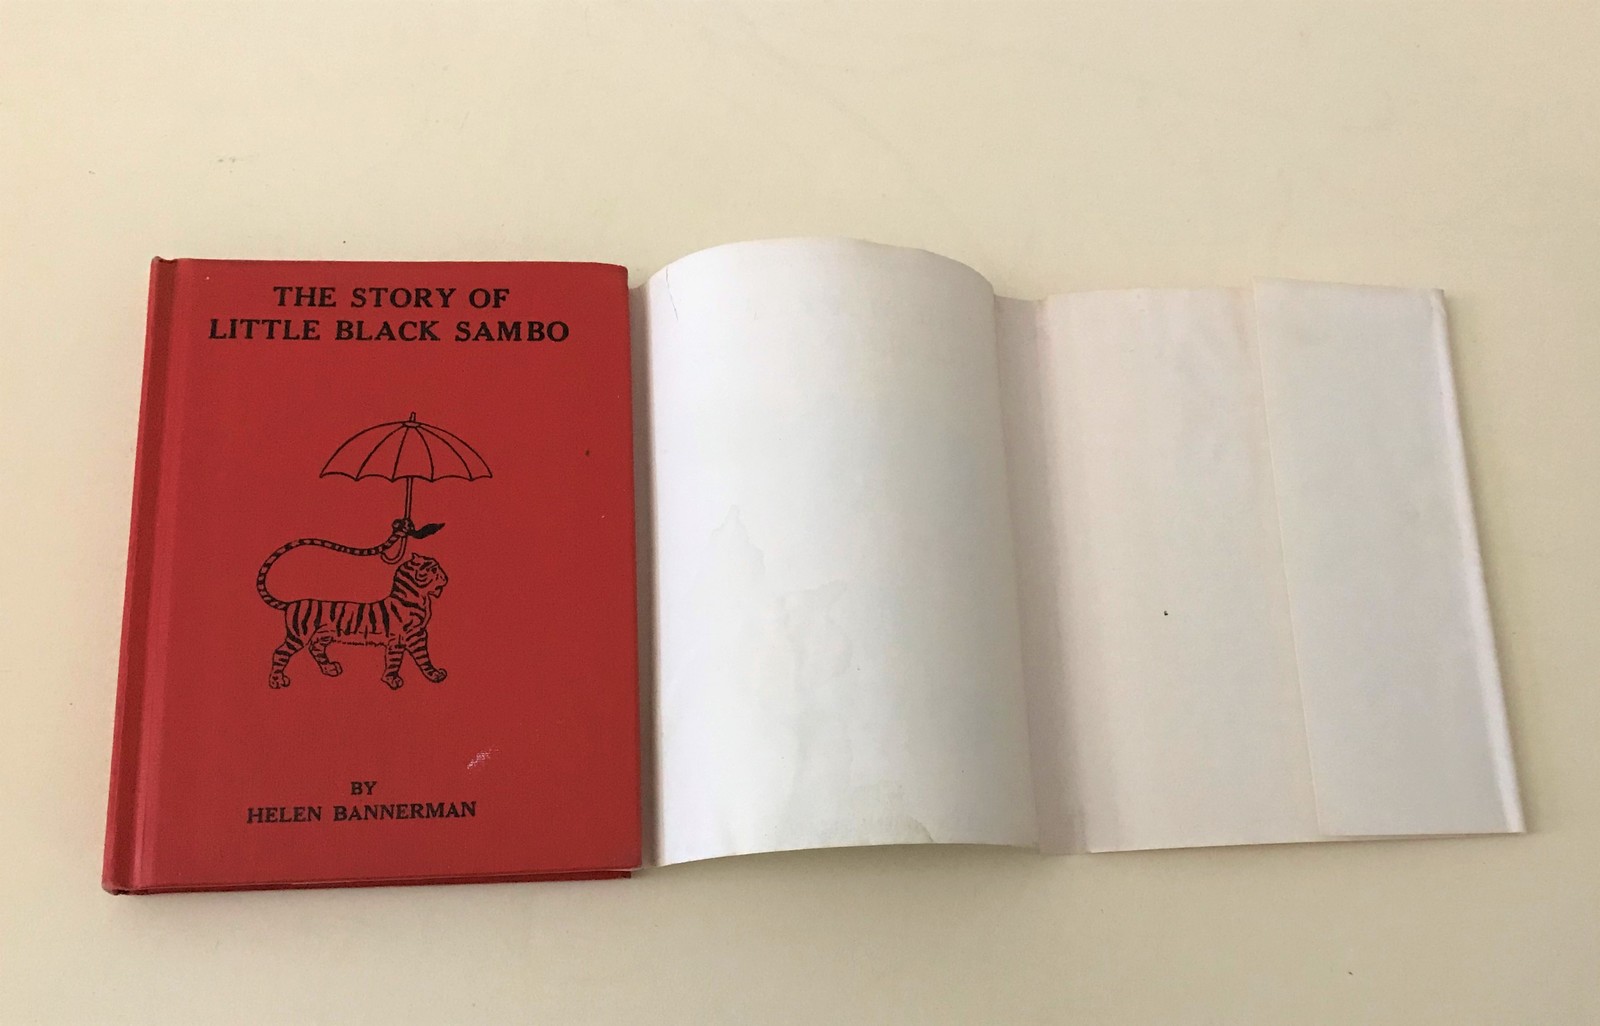 THE STORY OF
LITTLE BLACK SAMBO
BY
HELEN BANNERMAN